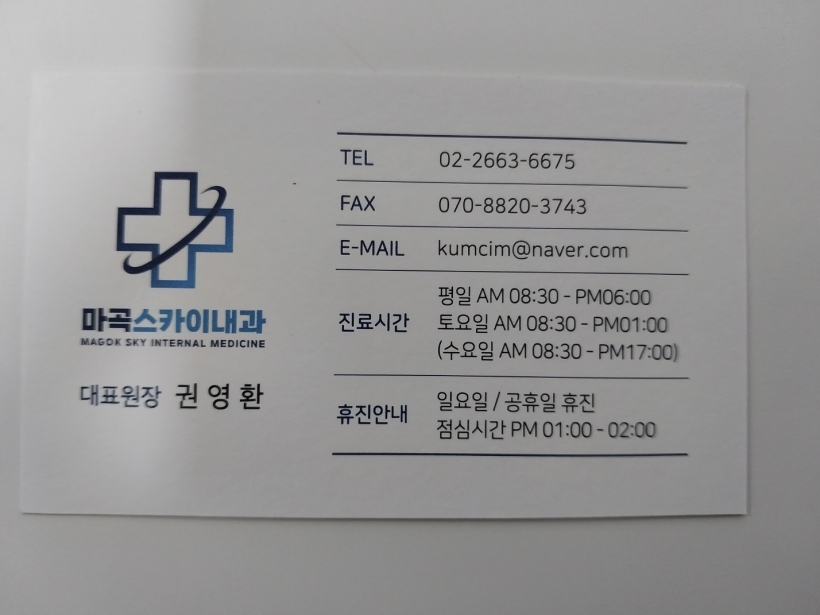 마곡스카이내과
MAGOK SKY INTERNAL MEDICINE
대표원장 권영환
TEL 02-2663-6675
FAX 070-8820-3743
E-MAIL kumcim@naver.com
진료시간 평일 AM 08:30 - PM06:00
토요일 AM 08:30 - PM01:00
(수요일 AM 08:30 - PM17:00)
휴진안내 일요일 / 공휴일 휴진
점심시간 PM 01:00 - 02:00